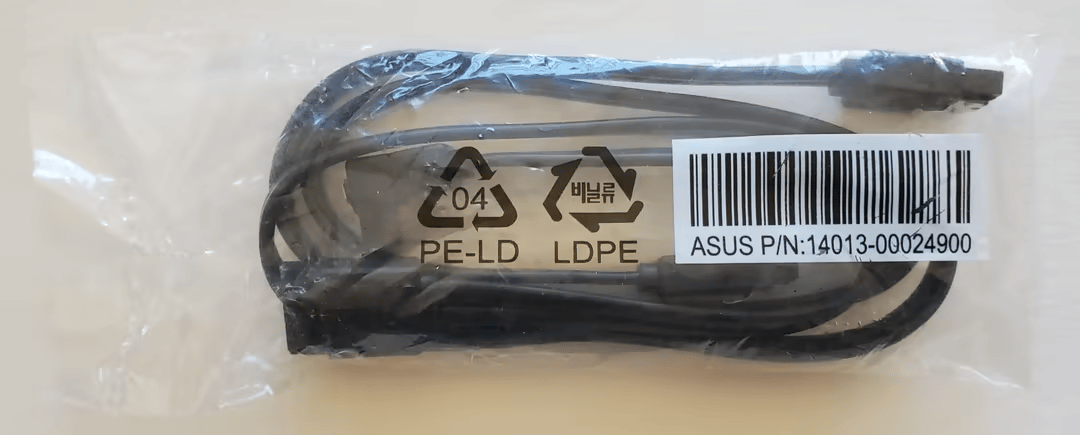 04
PE-LD
비닐류
LDPE
ASUS P/N:14013-00024900